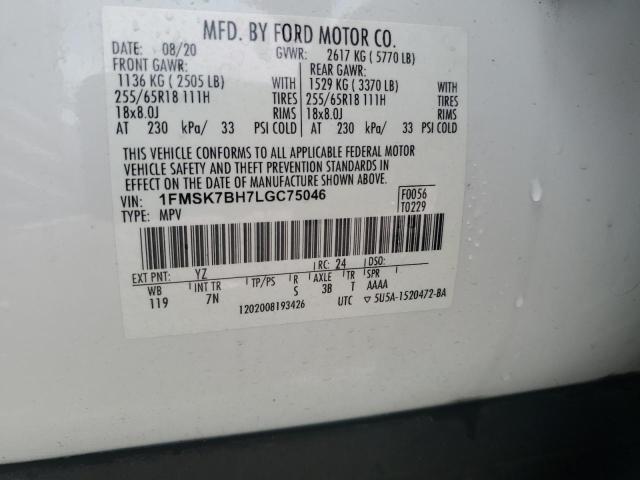 MFD. BY FORD MOTOR CO.
DATE: 08/20 GVWR: 2617 KG ( 5770 LB)
FRONT GAWR: REAR GAWR:
1136 KG ( 2505 LB) WITH 1529 KG ( 3370 LB) WITH
255/65R18 111H TIRES 255/65R18 111H TIRES
18x8.0J RIMS 18x8.0J RIMS
AT 230 kPa/ 33 PSI COLD AT 230 kPa/ 33 PSI COLD
THIS VEHICLE CONFORMS TO ALL APPLICABLE FEDERAL MOTOR
VEHICLE SAFETY AND THEFT PREVENTION STANDARDS IN
EFFECT ON THE DATE OF MANUFACTURE SHOWN ABOVE.
VIN: 1FMSK7BH7LGC75046 F0056
TYPE: MPV T0229
EXT PNT: YZ RC: 24 DSO:
WB INT TR TP/PS R AXLE TR SPR
119 7N S 3B T AAAA
1202008193426 UTC ▽ 5U5A-1520472-BA